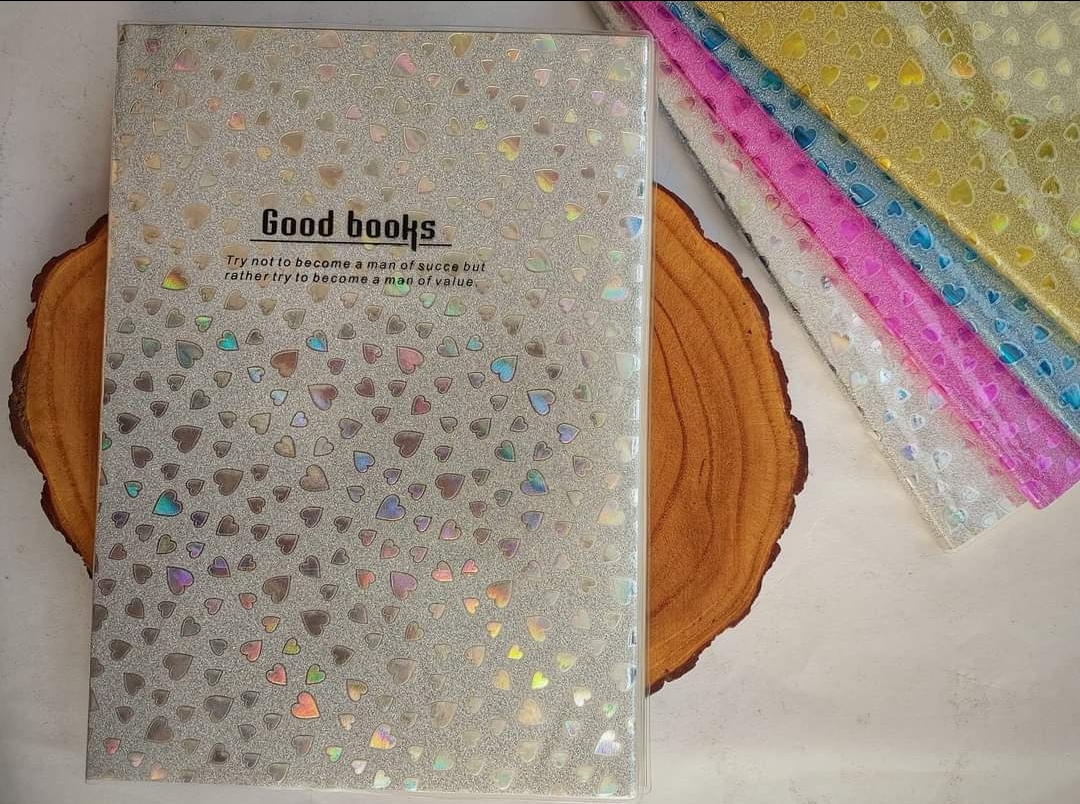 Good books
Try not to become a man of succe but
rather try to become a man of value.